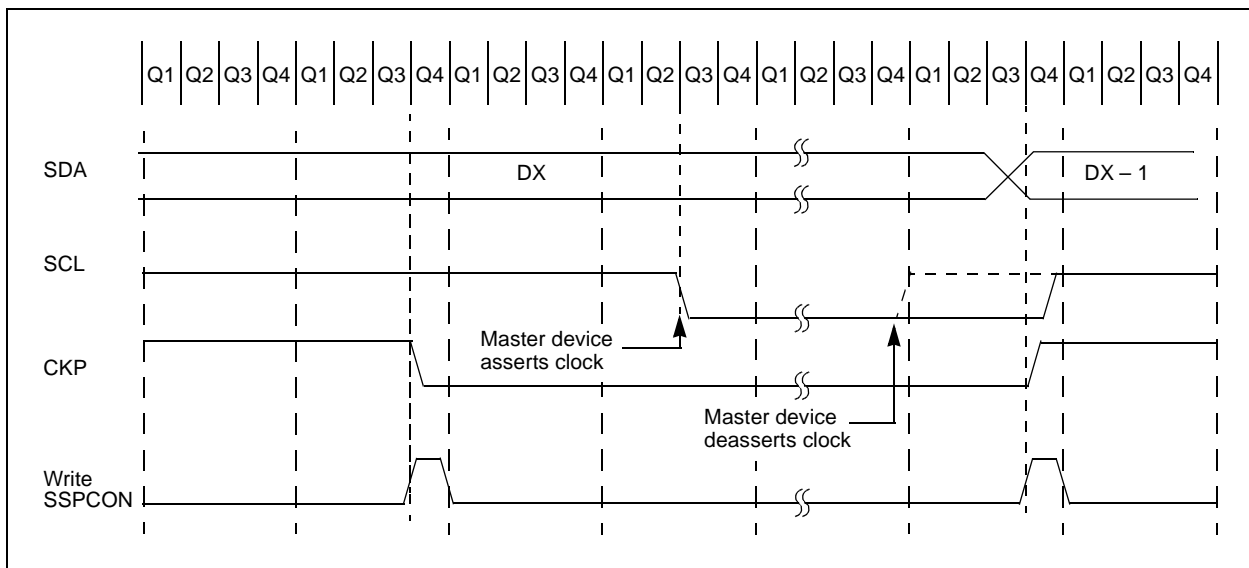 Q1 Q2 Q3 Q4 Q1 Q2 Q3 Q4 Q1 Q2 Q3 Q4 Q1 Q2 Q3 Q4 Q1 Q2 Q3 Q4 Q1 Q2 Q3 Q4 Q1 Q2 Q3 Q4
SDA
DX
DX – 1
SCL
Master device
asserts clock
CKP
Master device
deasserts clock
Write
SSPCON